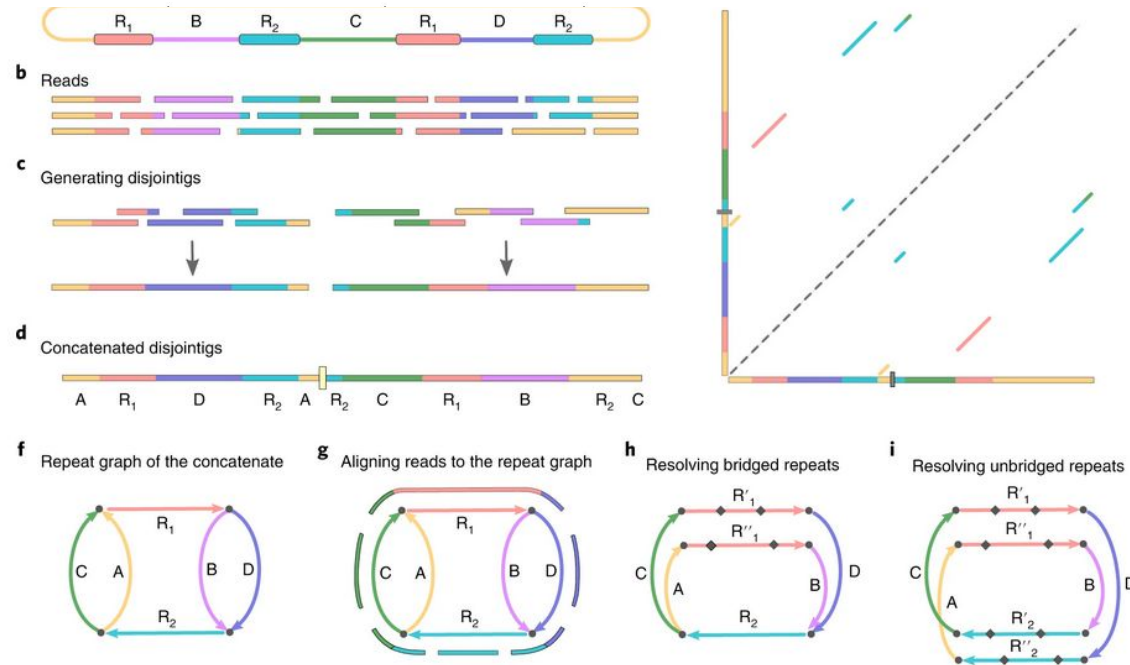 R1 B R2 C R1 D R2
b Reads
c Generating disjointigs
d Concatenated disjointigs
A R1 D R2 A R2 C R1 B R2 C
f Repeat graph of the concatenate
g Aligning reads to the repeat graph
h Resolving bridged repeats
i Resolving unbridged repeats
R1
C A B D
R2
R1
C A B D
R2
R'1
R''1
C A B D
R2
R'1
R''1
C A B D
R'2
R''2